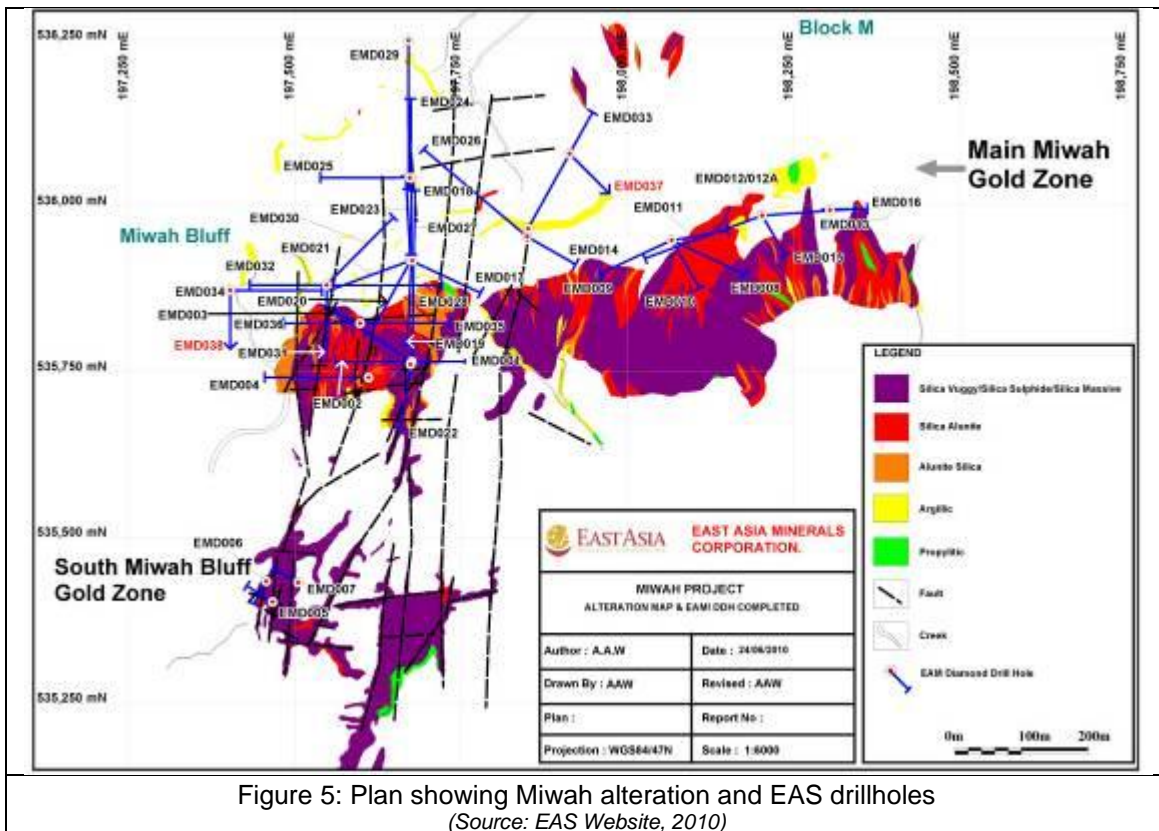 Block M
536,250 mN
197,250 mE
197,500 mE
197,750 mE
198,000 mE
198,250 mE
198,500 mE
198,750 mE
EMD029
EMD024
EMD026
EMD033
EMD025
EMD037
EMD012/012A
Main Miwah
Gold Zone
EMD018
536,000 mN
EMD023
EMD030
EMD027
EMD011
EMD016
EMD013
Miwah Bluff
EMD021
EMD014
EMD015
EMD032
EMD017
EMD009
EMD008
EMD034
EMD020
EMD028
EMD010
EMD003
EMD036
EMD035
EMD038
EMD031
EMD019
535,750 mN
EMD004
EMD002
EMD022
LEGEND
Silica Vuggy/Silica Sulphide/Silica Massive
Silica Alunite
Alunite Silica
Argillic
Propylitic
Fault
Creek
EAM Diamond Drill Hole
0m 100m 200m
535,500 mN
EMD006
South Miwah Bluff
Gold Zone
EMD007
EMD005
535,250 mN
EASTASIA
EAST ASIA MINERALS
CORPORATION.
MIWAH PROJECT
ALTERATION MAP & EAMI DDH COMPLETED
Author : A.A.W
Date : 24/06/2010
Drawn By : AAW
Revised : AAW
Plan :
Report No :
Projection : WGS84/47N
Scale : 1:6000
Figure 5: Plan showing Miwah alteration and EAS drillholes
(Source: EAS Website, 2010)